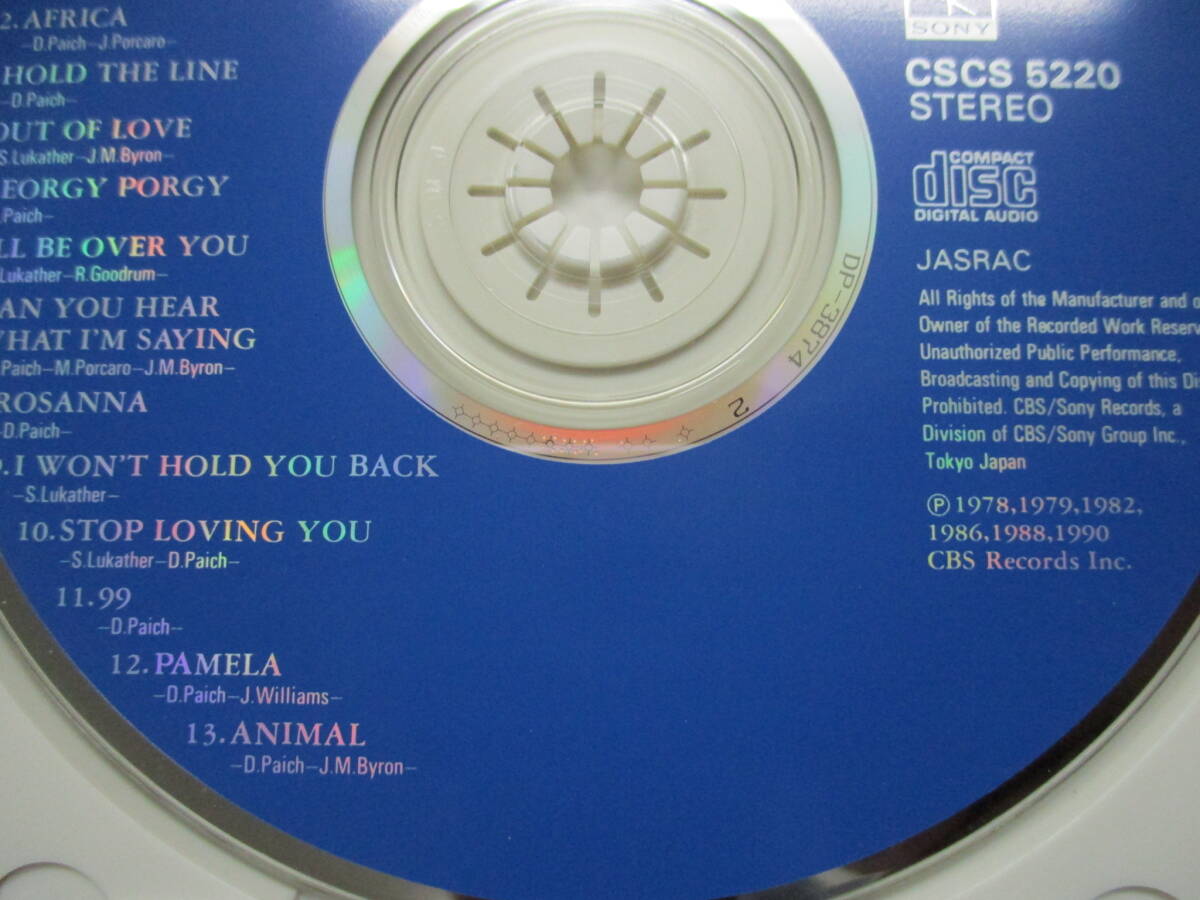 2. AFRICA
–D.Paich–J.Porcaro–
HOLD THE LINE
–D.Paich–
OUT OF LOVE
S.Lukather–J.M.Byron–
EORGY PORGY
.Paich–
LL BE OVER YOU
Lukather–R.Goodrum–
AN YOU HEAR
WHAT I'M SAYING
Paich–M.Porcaro–J.M.Byron–
ROSANNA
–D.Paich–
9. I WON'T HOLD YOU BACK
–S.Lukather–
10. STOP LOVING YOU
–S.Lukather–D.Paich–
11. 99
–D.Paich–
12. PAMELA
–D.Paich–J.Williams–
13. ANIMAL
–D.Paich–J.M.Byron–
DP-3874
2
SONY
CSCS 5220
STEREO
COMPACT
disc
DIGITAL AUDIO
JASRAC
All Rights of the Manufacturer and o
Owner of the Recorded Work Reserv
Unauthorized Public Performance,
Broadcasting and Copying of this Di
Prohibited. CBS/Sony Records, a
Division of CBS/Sony Group Inc.,
Tokyo Japan
Ⓟ 1978,1979,1982,
1986,1988,1990
CBS Records Inc.